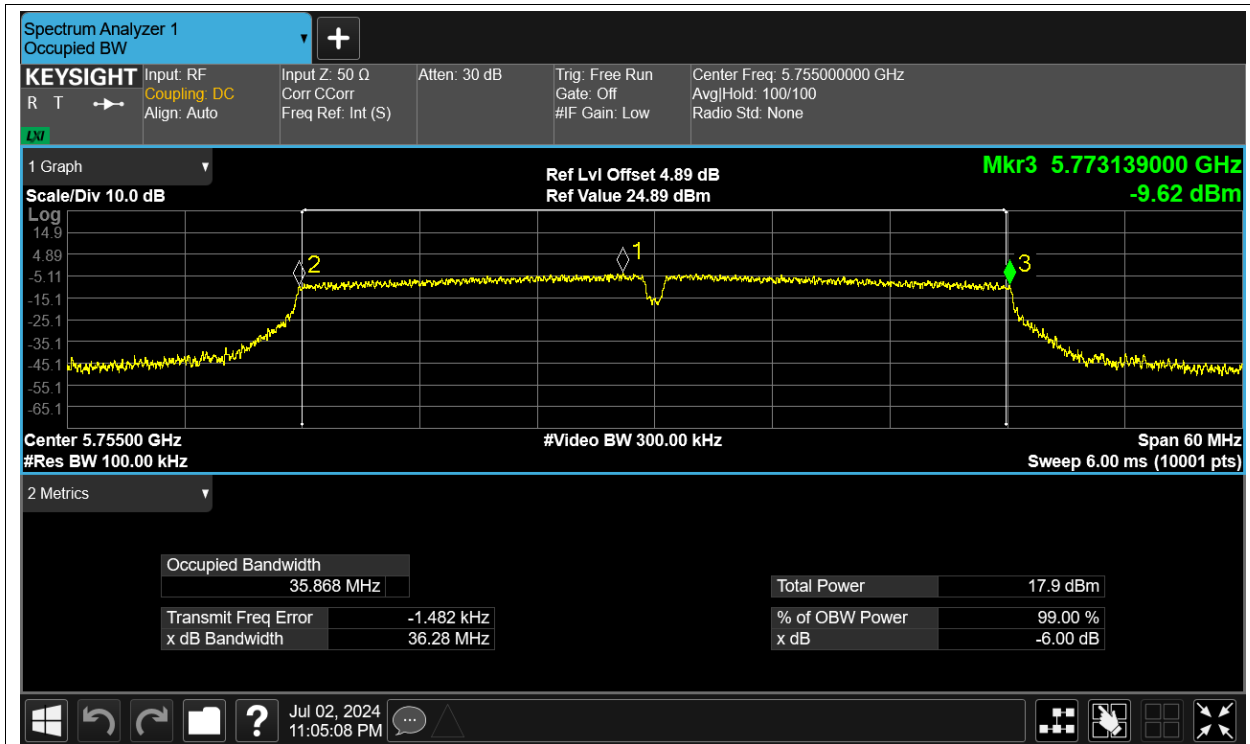 Spectrum Analyzer 1
Occupied BW
KEYSIGHT
R T
LXI
Input: RF
Coupling: DC
Align: Auto
Input Z: 50 Ω
Corr CCorr
Freq Ref: Int (S)
Atten: 30 dB
Trig: Free Run
Gate: Off
#IF Gain: Low
Center Freq: 5.755000000 GHz
Avg|Hold: 100/100
Radio Std: None
1 Graph
Scale/Div 10.0 dB
Ref Lvl Offset 4.89 dB
Ref Value 24.89 dBm
Mkr3 5.773139000 GHz
-9.62 dBm
Log
14.9
4.89
-5.11
-15.1
-25.1
-35.1
-45.1
-55.1
-65.1
2
1
3
Center 5.75500 GHz
#Res BW 100.00 kHz
#Video BW 300.00 kHz
Span 60 MHz
Sweep 6.00 ms (10001 pts)
2 Metrics
Occupied Bandwidth
35.868 MHz
Transmit Freq Error -1.482 kHz
x dB Bandwidth 36.28 MHz
Total Power 17.9 dBm
% of OBW Power 99.00 %
x dB -6.00 dB
?
Jul 02, 2024
11:05:08 PM